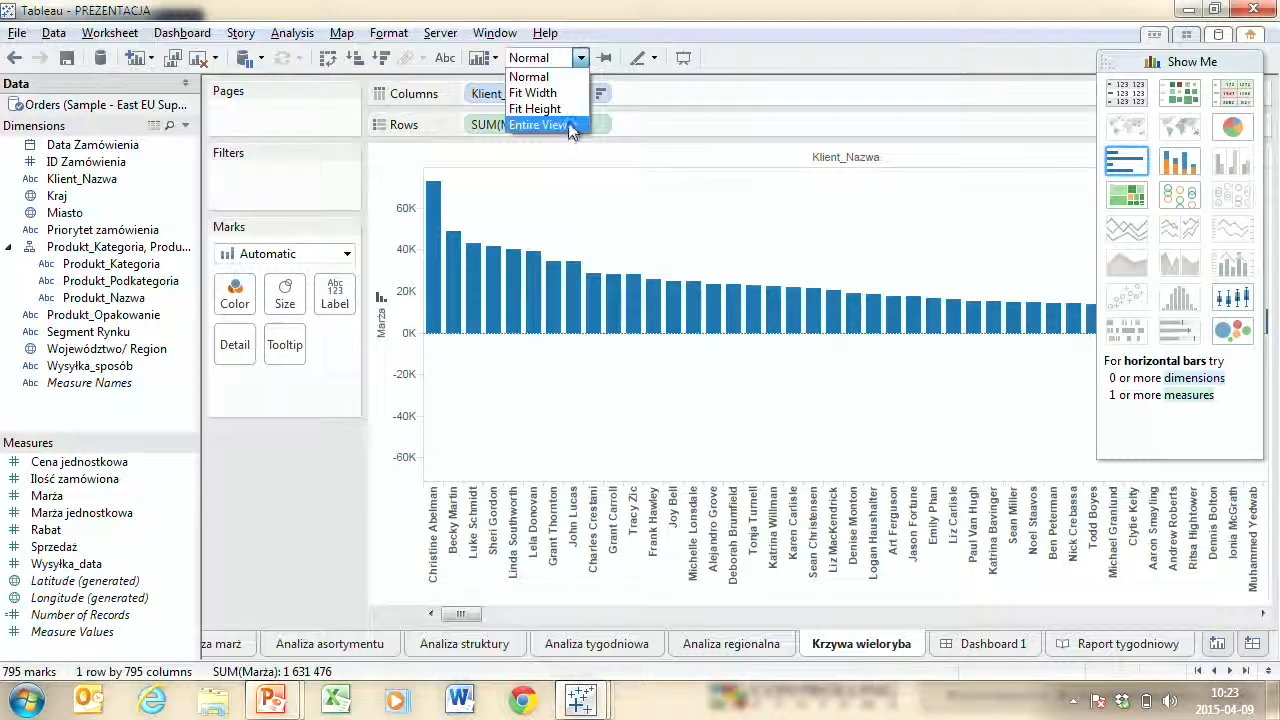 Tableau - PREZENTACJA
File Data Worksheet Dashboard Story Analysis Map Format Server Window Help
Abc Normal
Normal
Fit Width
Fit Height
Entire View
Data
Orders (Sample - East EU Sup...
Dimensions
Data Zamówienia
ID Zamówienia
Abc Klient_Nazwa
Kraj
Miasto
Abc Priorytet zamówienia
Produkt_Kategoria, Produ...
Abc Produkt_Kategoria
Abc Produkt_Podkategoria
Abc Produkt_Nazwa
Abc Produkt_Opakowanie
Abc Segment Rynku
Województwo/ Region
Abc Wysyłka_sposób
Abc Measure Names
Measures
Cena jednostkowa
Ilość zamówiona
Marża
Marża jednostkowa
Rabat
Sprzedaż
Wysyłka_data
Latitude (generated)
Longitude (generated)
Number of Records
Measure Values
Pages
Filters
Marks
Automatic
Color
Size
Abc
123
Label
Detail
Tooltip
Columns
Klient_
Rows
Klient_Nazwa
Marża
60K
40K
20K
0K
-20K
-40K
-60K
Christine Abelman
Becky Martin
Luke Schmidt
Sheri Gordon
Linda Southworth
Lela Donovan
Grant Thornton
John Lucas
Charles Crestani
Grant Carroll
Tracy Zic
Frank Hawley
Joy Bell
Michelle Lonsdale
Alejandro Grove
Deborah Brumfield
Tonja Turnell
Katrina Willman
Karen Carlisle
Sean Christensen
Liz MacKendrick
Denise Monton
Logan Haushalter
Art Ferguson
Jason Fortune
Emily Phan
Liz Carlisle
Paul Van Hugh
Katrina Bavinger
Sean Miller
Noel Staavos
Ben Peterman
Nick Crebassa
Todd Boyes
Michael Granlund
Clytie Kelty
Aaron Smayling
Andrew Roberts
Ritsa Hightower
Dennis Bolton
Ionia McGrath
Muhammed Yedwab
Show Me
For horizontal bars try
0 or more dimensions
1 or more measures
za marż
Analiza asortymentu
Analiza struktury
Analiza tygodniowa
Analiza regionalna
Krzywa wieloryba
Dashboard 1
Raport tygodniowy
795 marks 1 row by 795 columns SUM(Marża): 1 631 476
10:23
2015-04-09